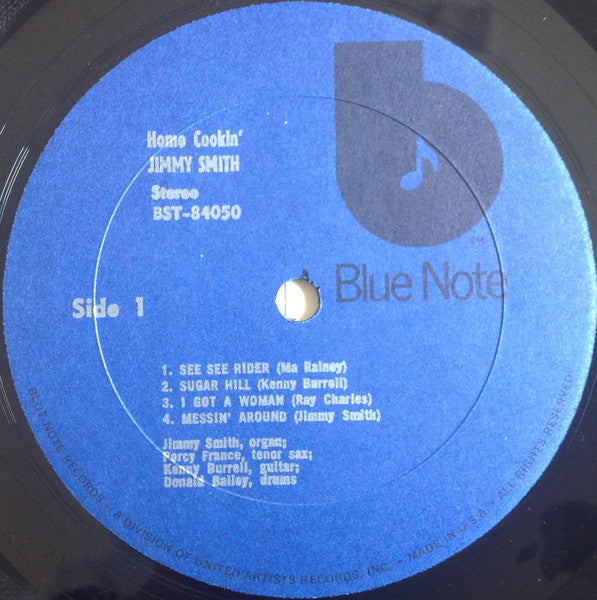 Home Cookin'
JIMMY SMITH
Stereo
BST-84050
b
TM
Blue Note
Side 1
1. SEE SEE RIDER (Ma Rainey)
2. SUGAR HILL (Kenny Burrell)
3. I GOT A WOMAN (Ray Charles)
4. MESSIN' AROUND (Jimmy Smith)
Jimmy Smith, organ;
Percy France, tenor sax;
Kenny Burrell, guitar;
Donald Bailey, drums
BLUE NOTE RECORDS - A DIVISION OF UNITED ARTISTS RECORDS, INC. • MADE IN U.S.A. • ALL RIGHTS RESERVED